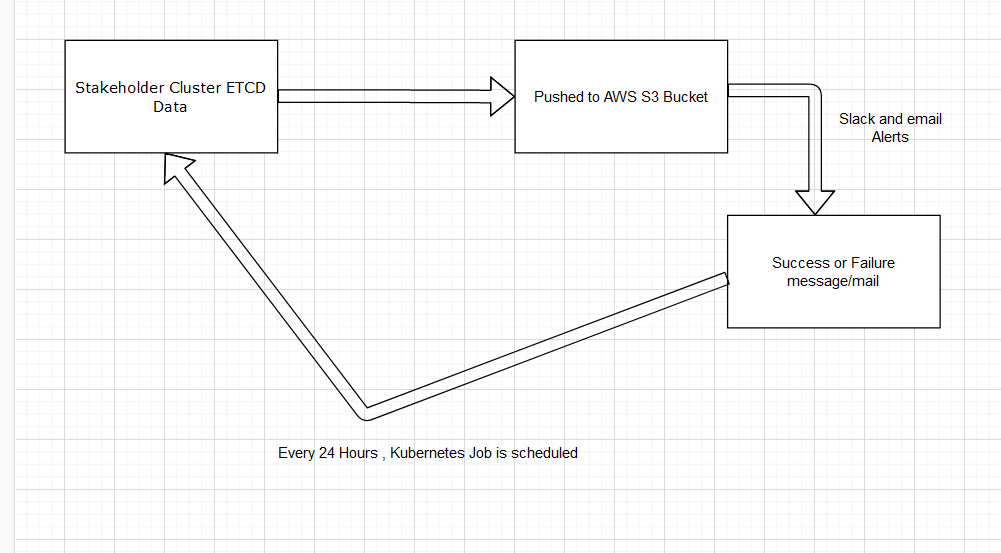 Stakeholder Cluster ETCD
Data
Pushed to AWS S3 Bucket
Slack and email
Alerts
Success or Failure
message/mail
Every 24 Hours , Kubernetes Job is scheduled